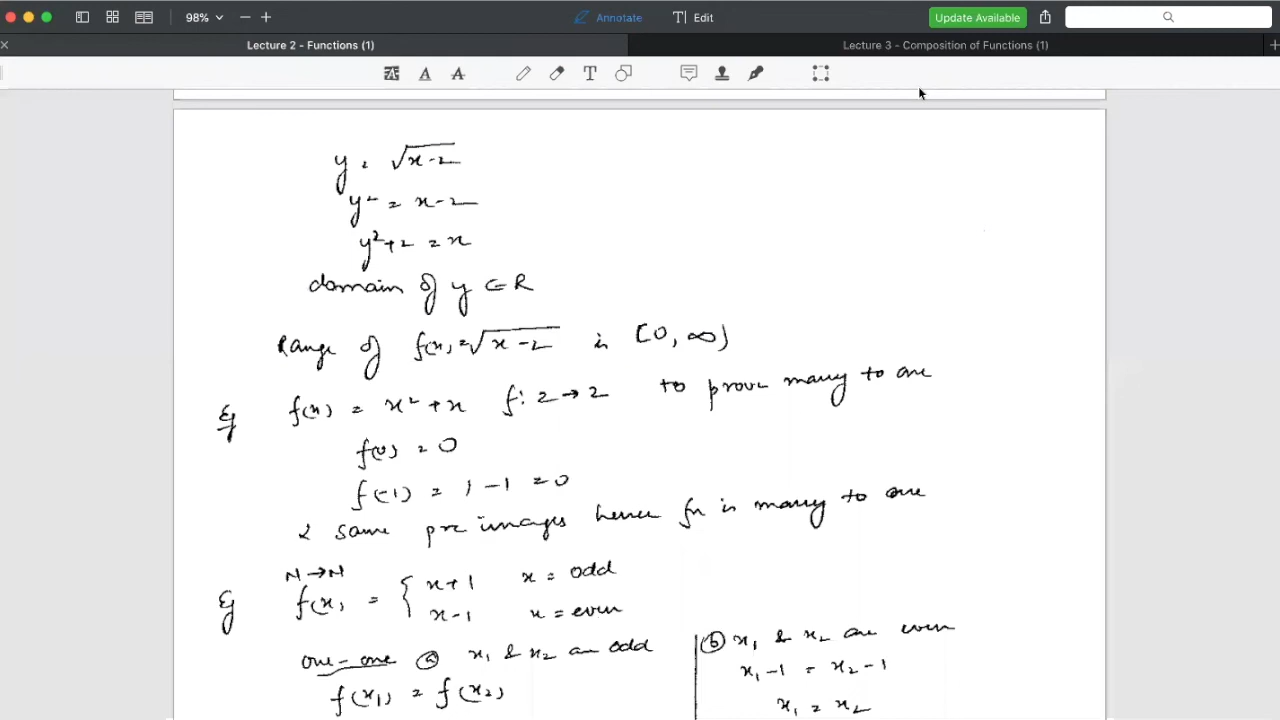 98%
Annotate
Edit
Update Available
Lecture 2 - Functions (1)
Lecture 3 - Composition of Functions (1)
y = √x-2
y² = x-2
y²+2 = x
domain of y ∈ R
Range of f(x) = √x-2 is [0, ∞)
Eg f(x) = x² + x f: Z → Z to prove many to one
f(0) = 0
f(-1) = 1 - 1 = 0
2 same pre images hence fn is many to one
N → N
Eg f(x) = { x+1 x = odd
x-1 x = even
one-one (a) x₁ & x₂ are odd
f(x₁) = f(x₂)
(b) x₁ & x₂ are even
x₁-1 = x₂-1
x₁ = x₂